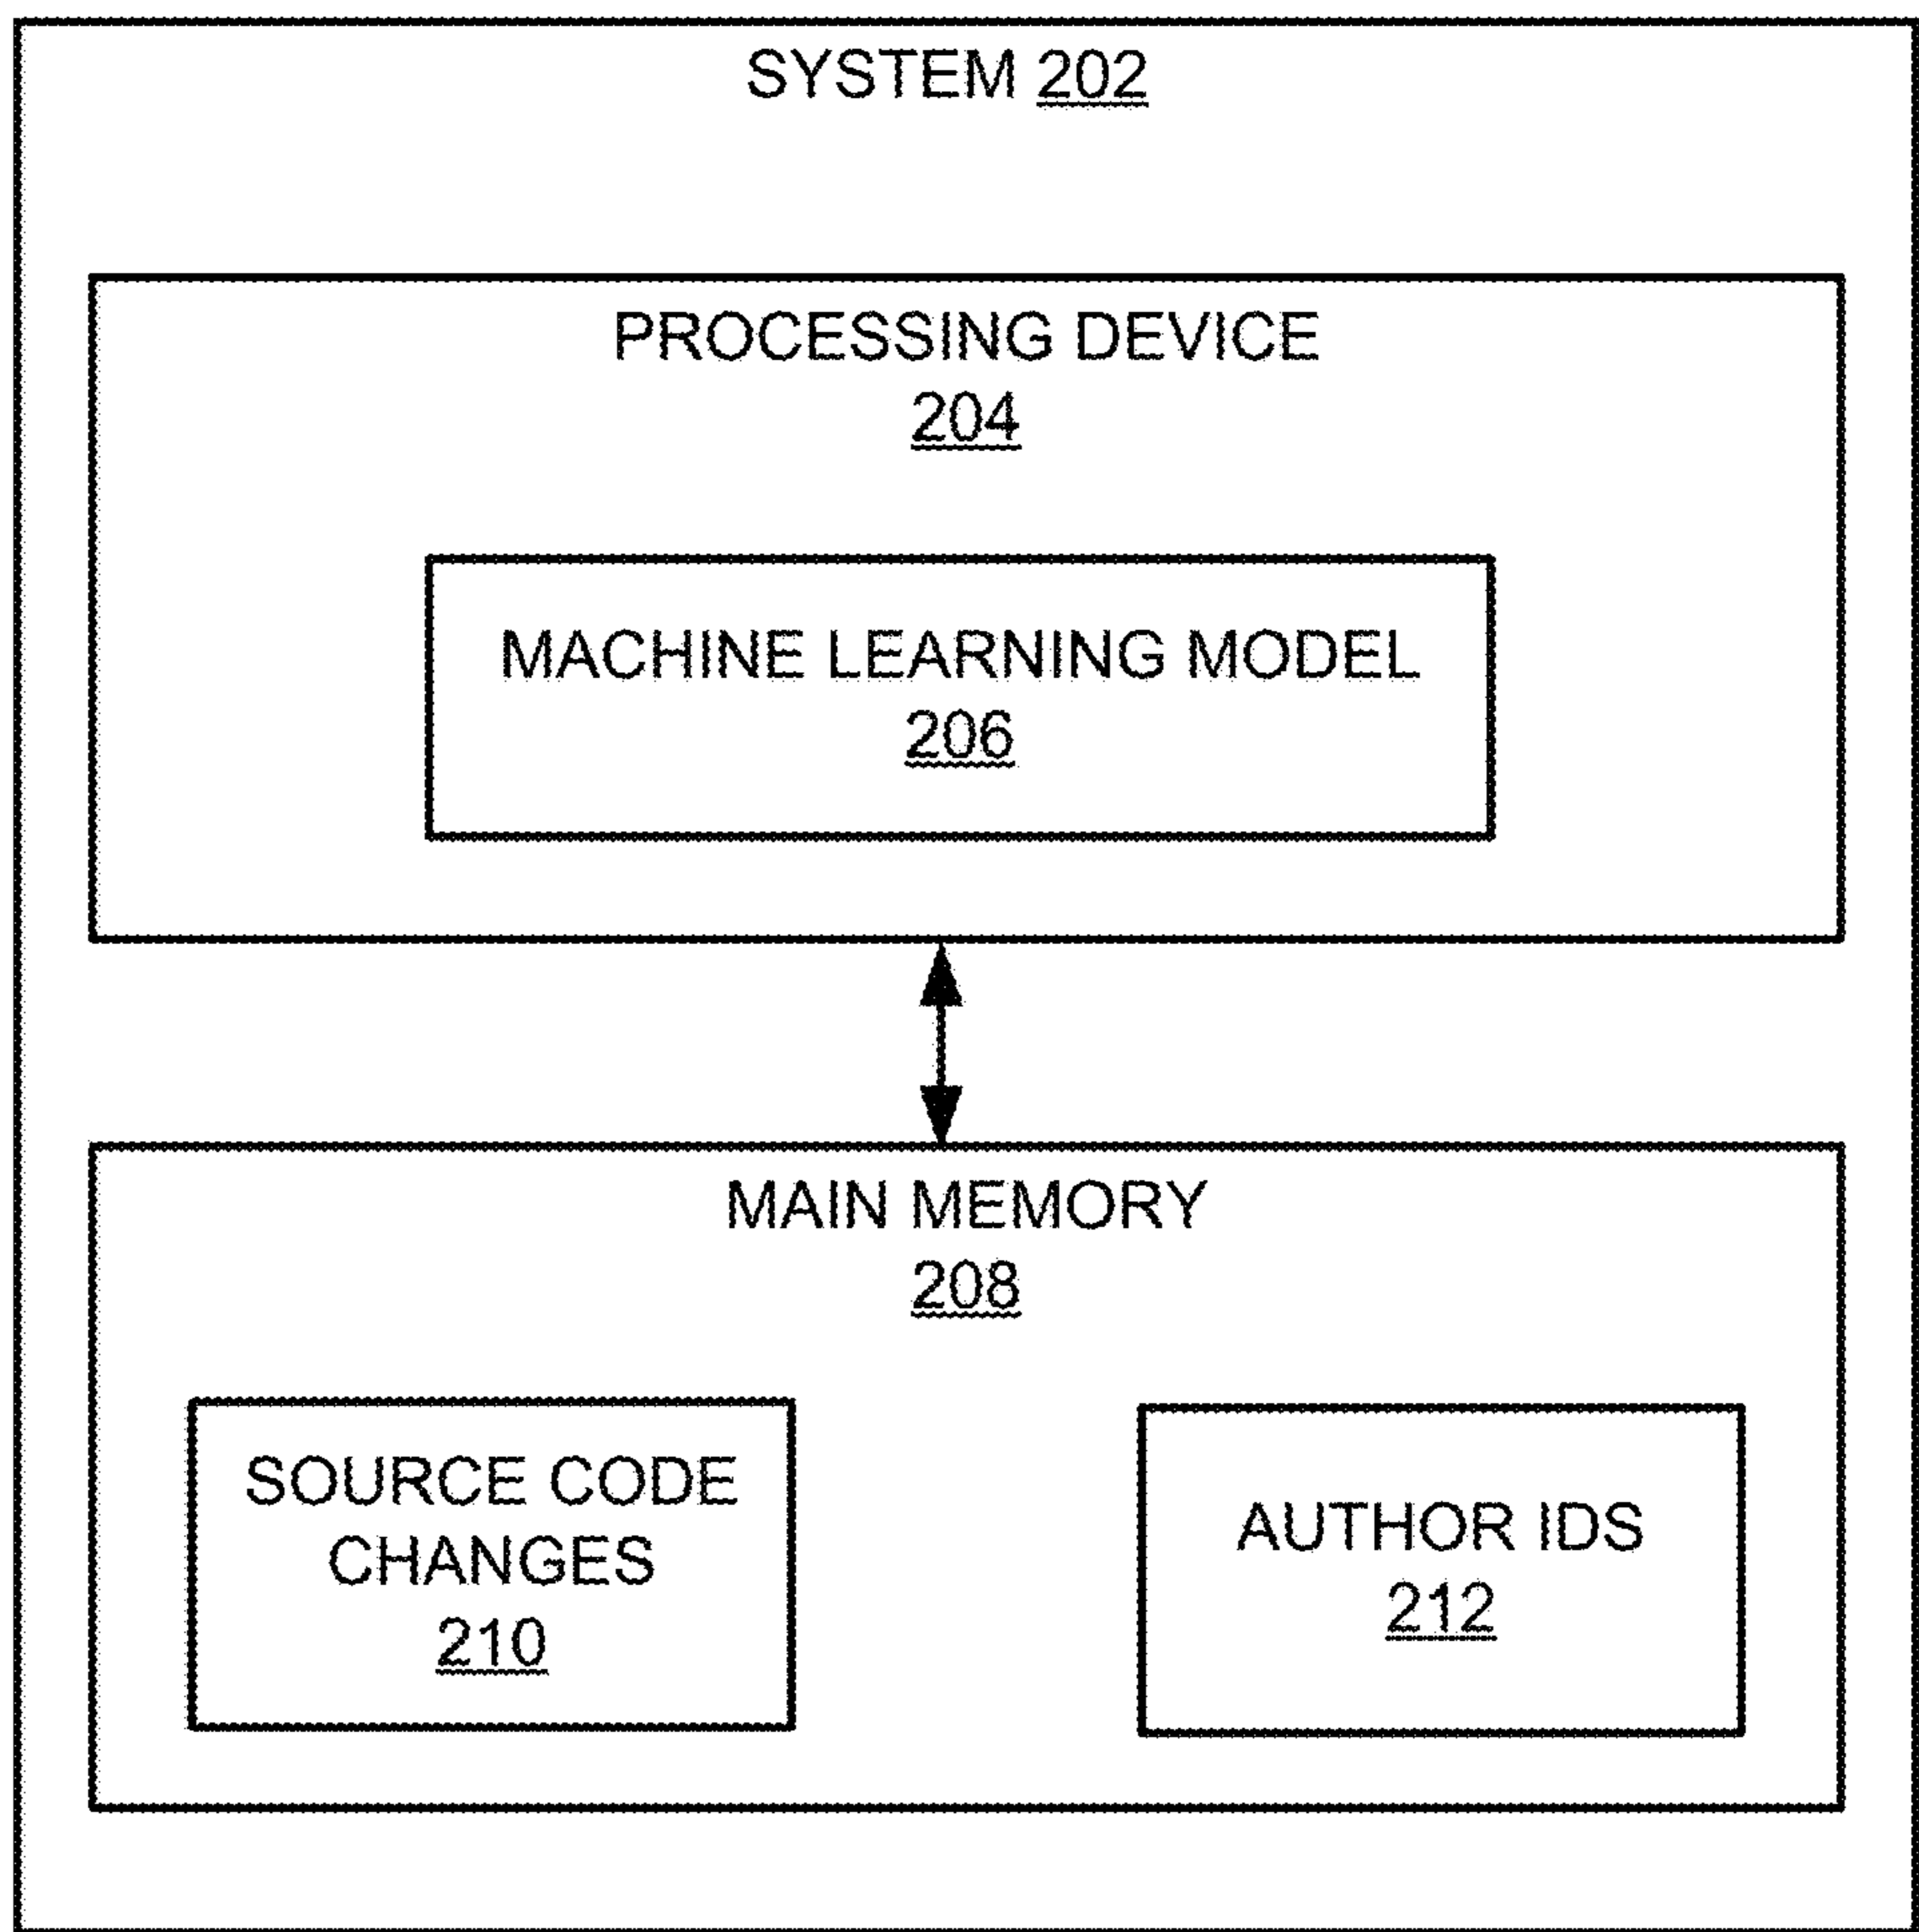 SYSTEM 202
PROCESSING DEVICE
204
MACHINE LEARNING MODEL
206
MAIN MEMORY
208
SOURCE CODE
CHANGES
210
AUTHOR IDS
212